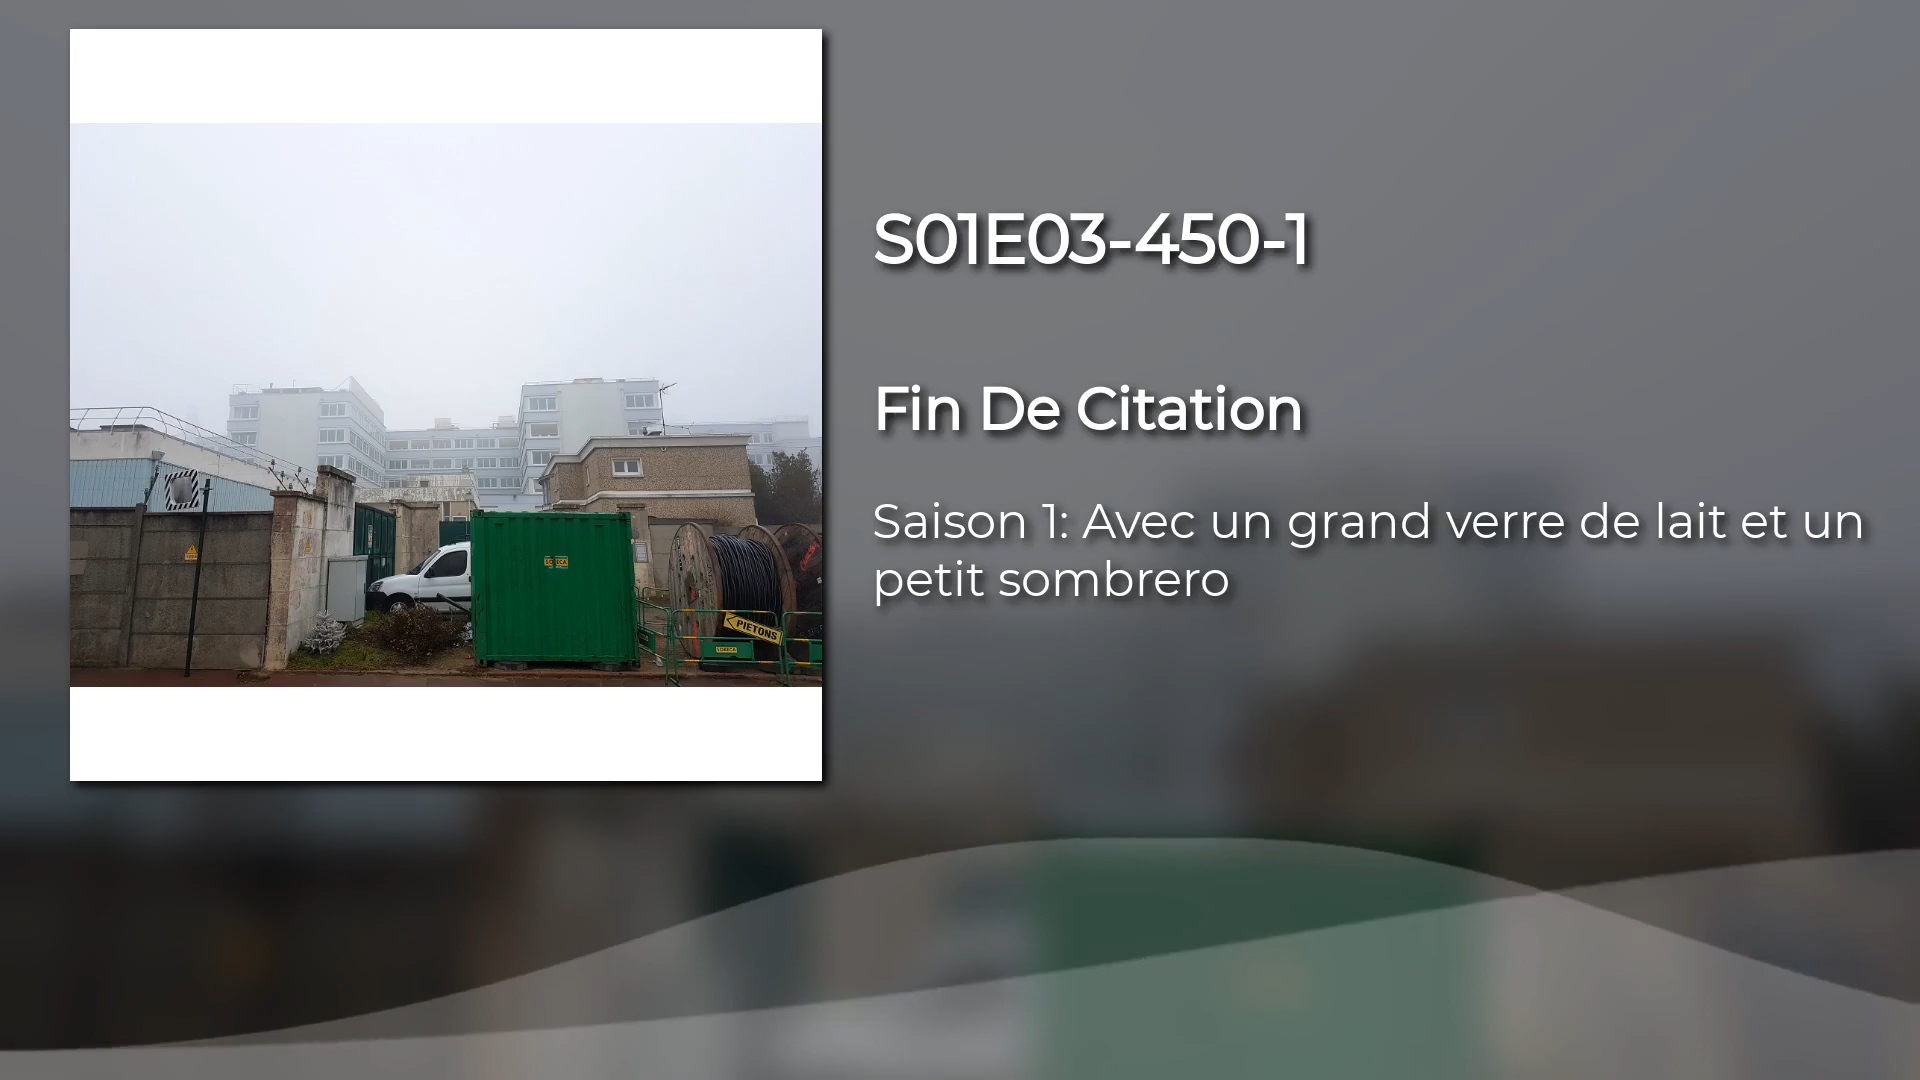 S01E03-450-1
Fin De Citation
Saison 1: Avec un grand verre de lait et un
petit sombrero
PIETONS